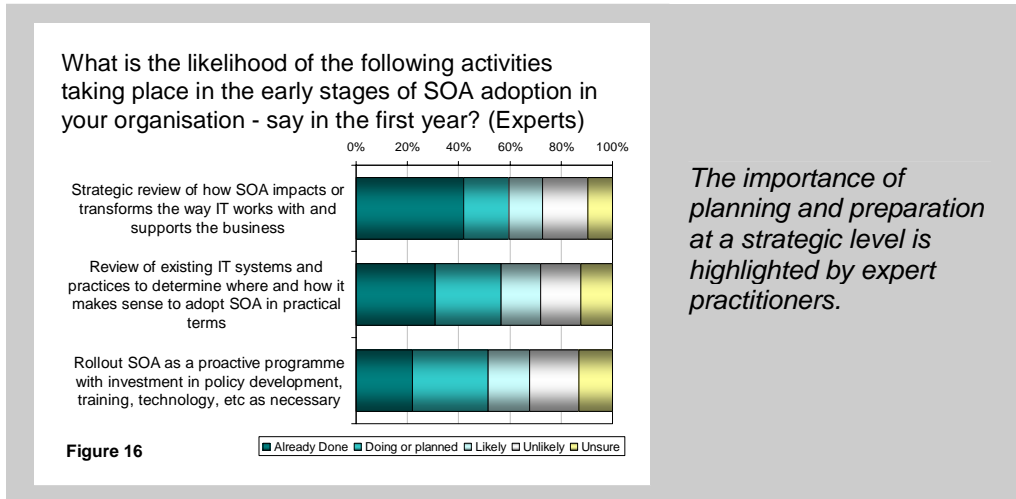 What is the likelihood of the following activities
taking place in the early stages of SOA adoption in
your organisation - say in the first year? (Experts)
0% 20% 40% 60% 80% 100%
Strategic review of how SOA impacts or
transforms the way IT works with and
supports the business
Review of existing IT systems and
practices to determine where and how it
makes sense to adopt SOA in practical
terms
Rollout SOA as a proactive programme
with investment in policy development,
training, technology, etc as necessary
Figure 16
Already Done Doing or planned Likely Unlikely Unsure
The importance of
planning and preparation
at a strategic level is
highlighted by expert
practitioners.